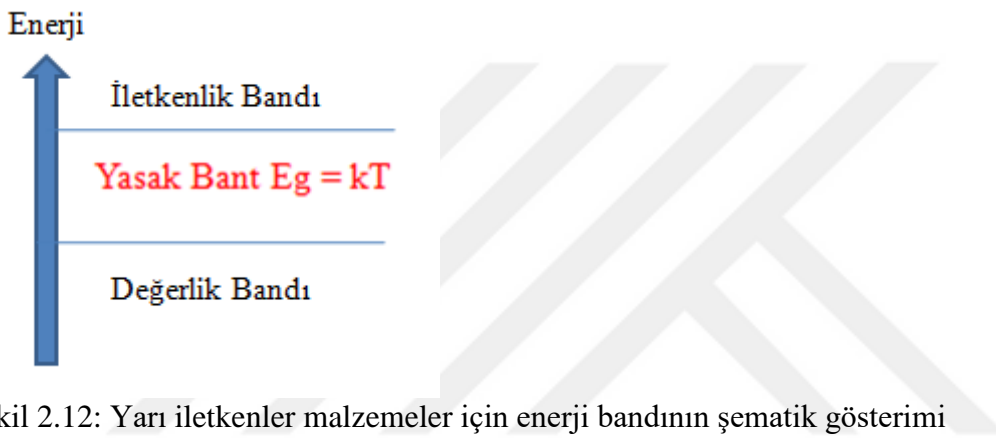 Enerji
İletkenlik Bandı
Yasak Bant Eg = kT
Değerlik Bandı
kil 2.12: Yarı iletkenler malzemeler için enerji bandının şematik gösterimi